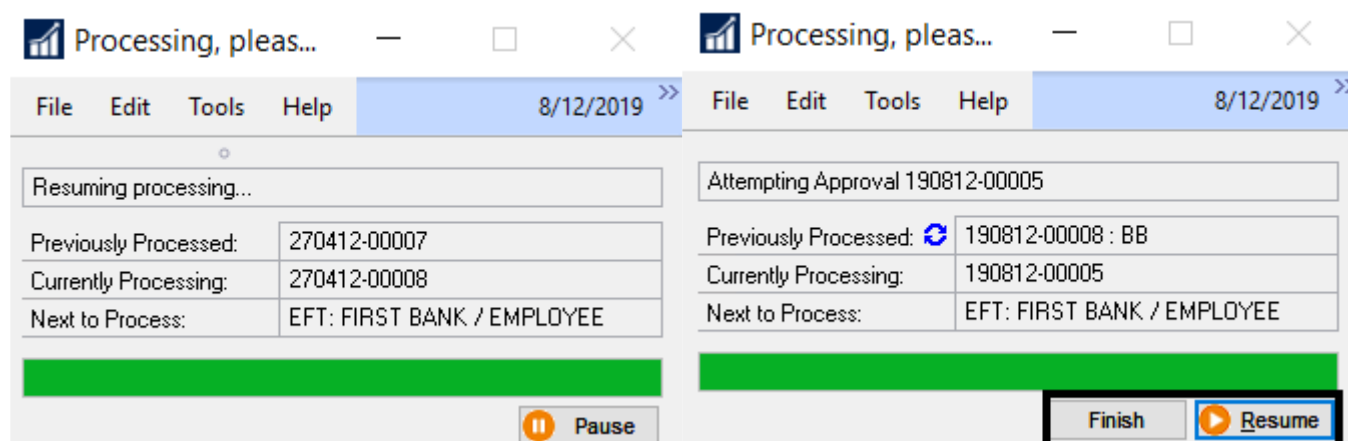 Processing, pleas...
File Edit Tools Help 8/12/2019 »
Resuming processing...
Previously Processed: 270412-00007
Currently Processing: 270412-00008
Next to Process: EFT: FIRST BANK / EMPLOYEE
Pause
Processing, pleas...
File Edit Tools Help 8/12/2019 »
Attempting Approval 190812-00005
Previously Processed: 190812-00008 : BB
Currently Processing: 190812-00005
Next to Process: EFT: FIRST BANK / EMPLOYEE
Finish Resume